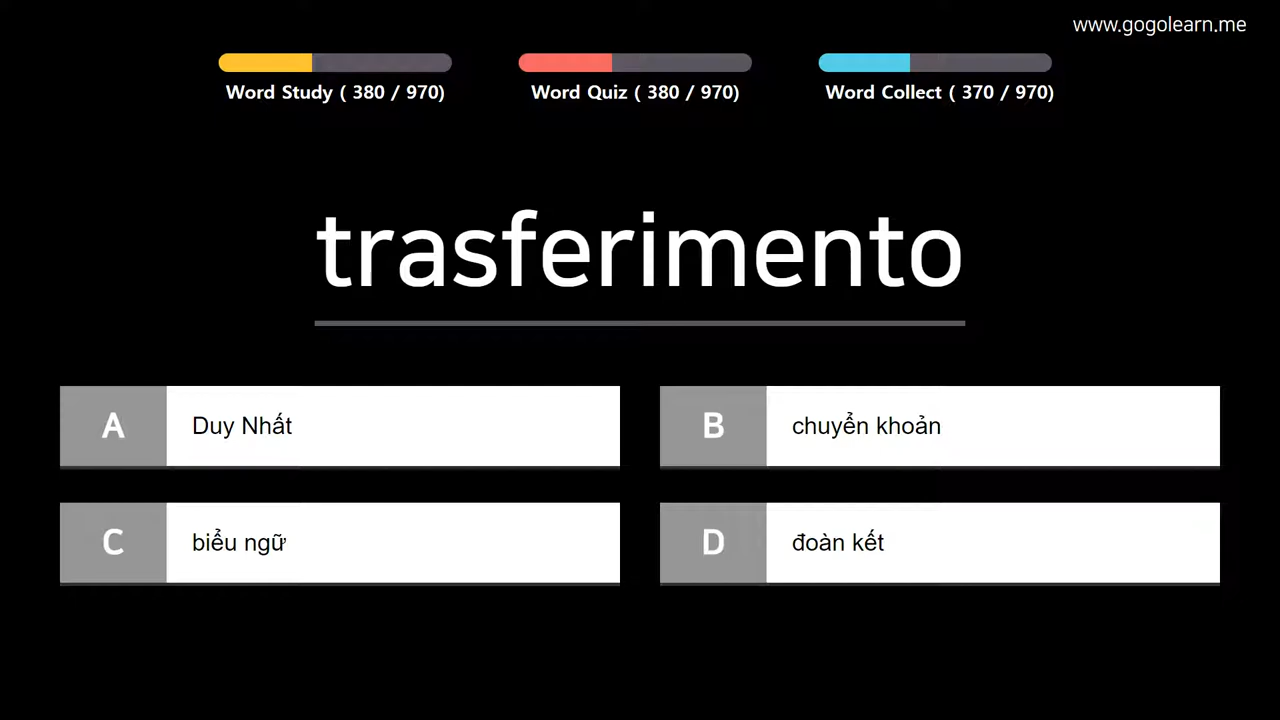 www.gogolearn.me
Word Study ( 380 / 970)
Word Quiz ( 380 / 970)
Word Collect ( 370 / 970)
trasferimento
A
Duy Nhất
B
chuyển khoản
C
biểu ngữ
D
đoàn kết